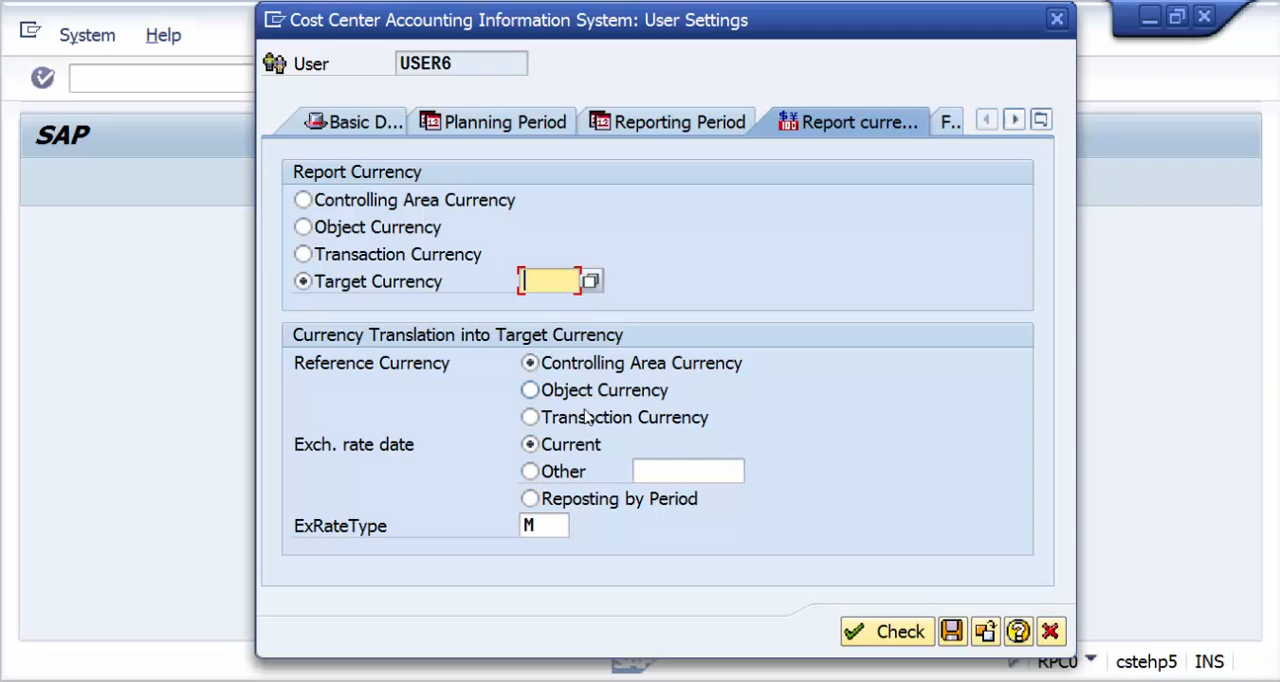 Cost Center Accounting Information System: User Settings
System Help
User USER6
SAP
Basic D... Planning Period Reporting Period Report curre... F..
Report Currency
Controlling Area Currency
Object Currency
Transaction Currency
Target Currency
Currency Translation into Target Currency
Reference Currency Controlling Area Currency
Object Currency
Transaction Currency
Exch. rate date Current
Other
Reposting by Period
ExRateType M
Check
RPC0 cstehp5 INS